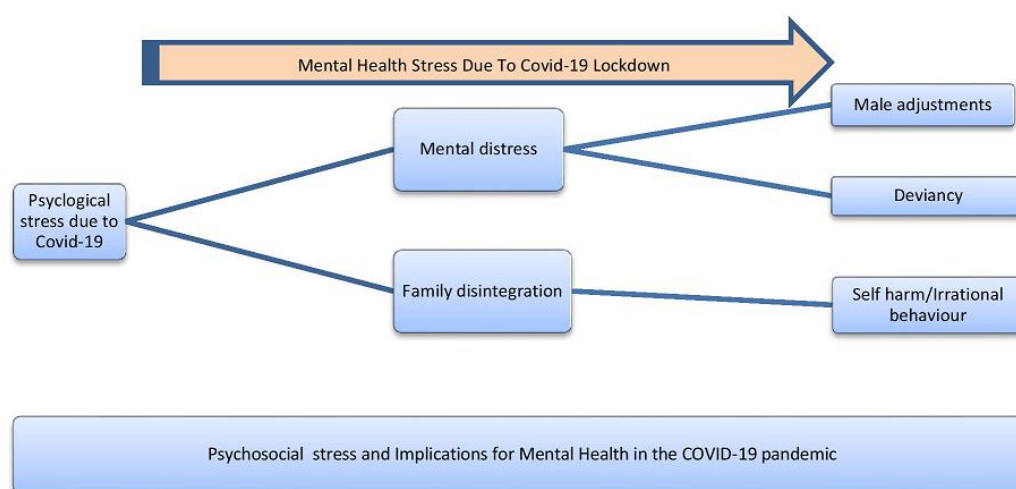 Mental Health Stress Due To Covid-19 Lockdown
Male adjustments
Mental distress
Psylogical
stress due to
Covid-19
Deviancy
Family disintegration
Self harm/Irrational
behaviour
Psychosocial stress and Implications for Mental Health in the COVID-19 pandemic